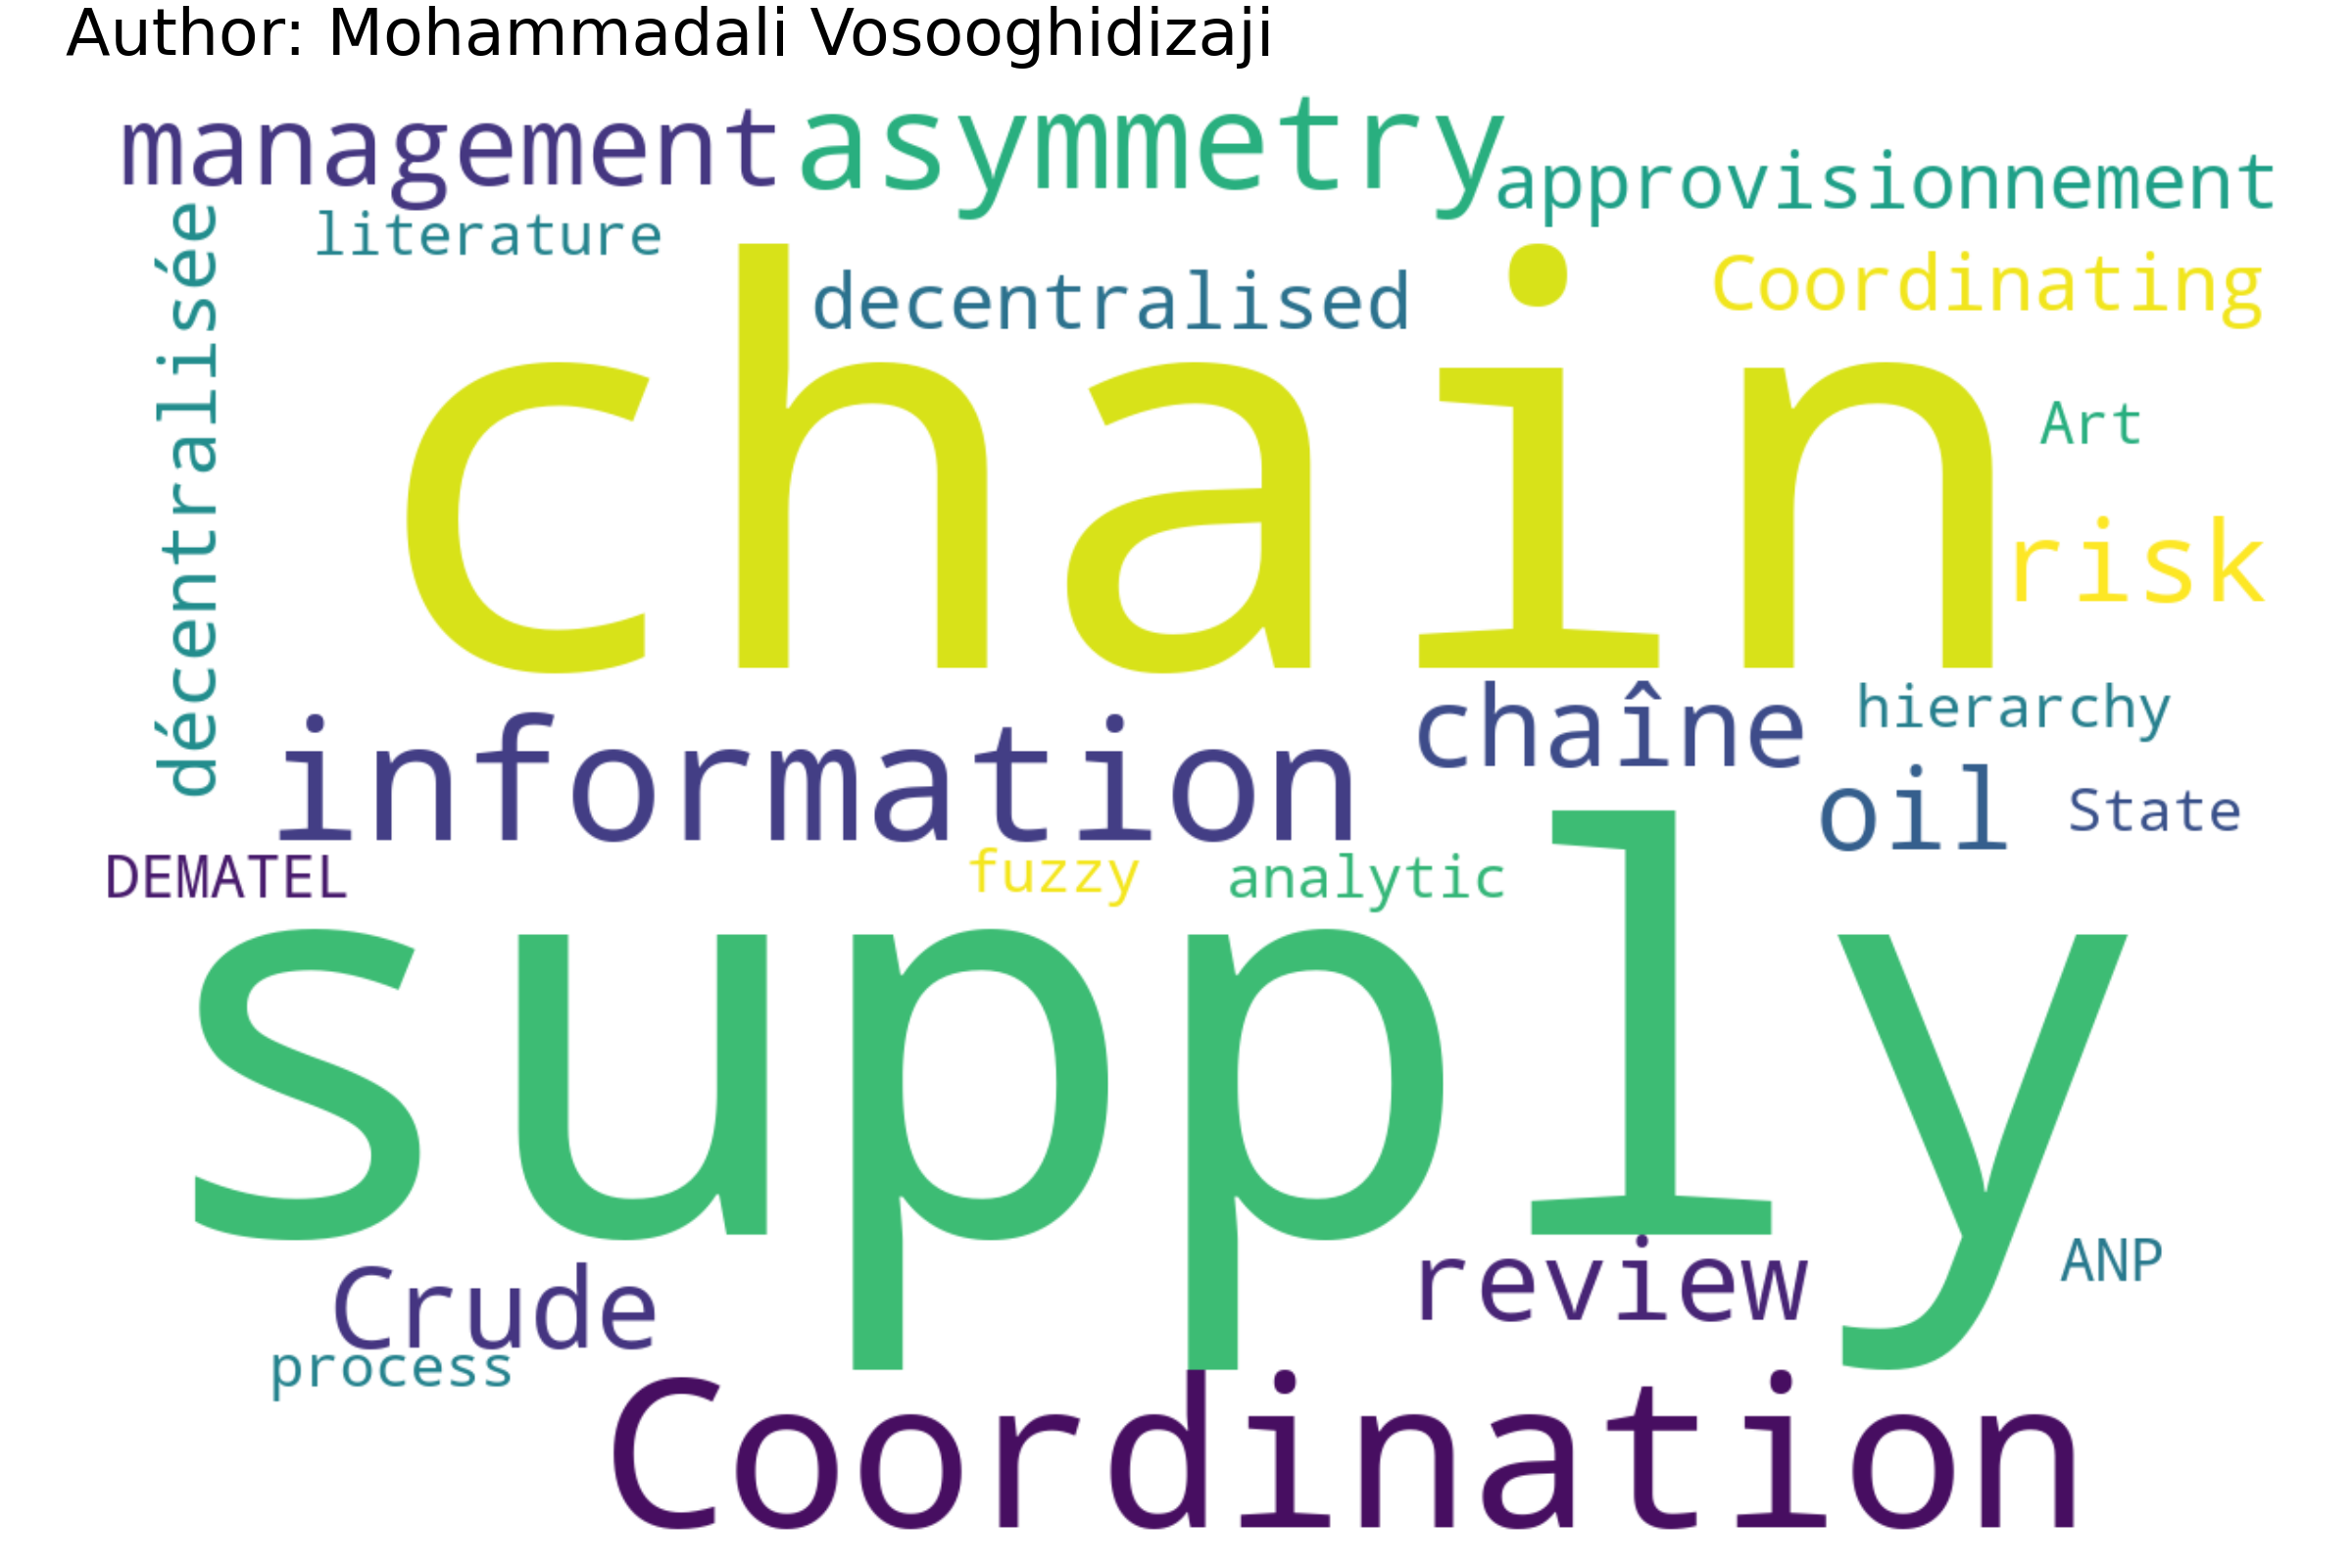 Author: Mohammadali Vosooghidizaji
management asymmetry
approvisionnement
literature
décentralisée
decentralised
Coordinating
chain
Art
risk
information
chaîne
hierarchy
oil
State
DEMATEL
fuzzy
analytic
supply
Crude
review
ANP
process
Coordination